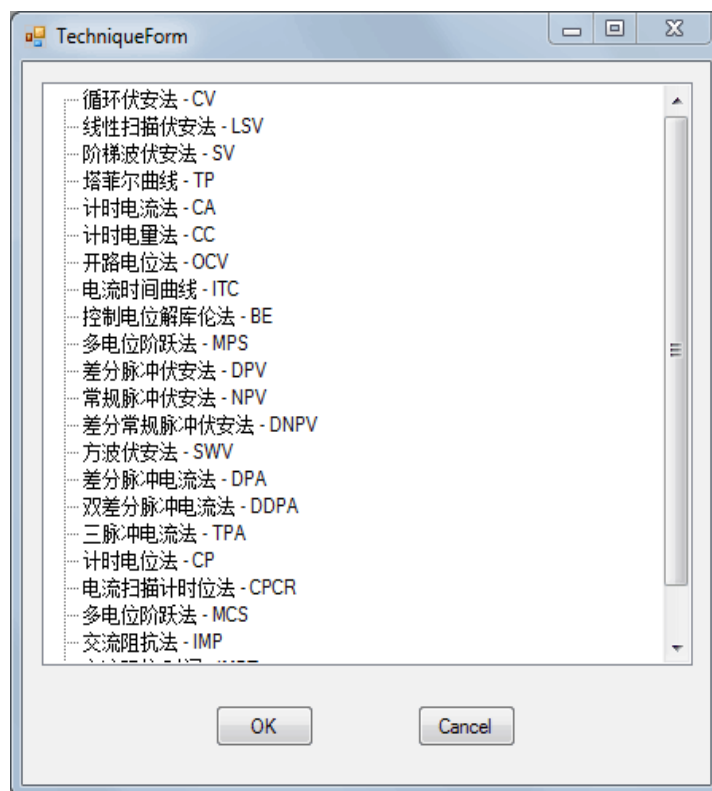 TechniqueForm
循环伏安法 - CV
线性扫描伏安法 - LSV
阶梯波伏安法 - SV
塔菲尔曲线 - TP
计时电流法 - CA
计时电量法 - CC
开路电位法 - OCV
电流时间曲线 - ITC
控制电位解库伦法 - BE
多电位阶跃法 - MPS
差分脉冲伏安法 - DPV
常规脉冲伏安法 - NPV
差分常规脉冲伏安法 - DNPV
方波伏安法 - SWV
差分脉冲电流法 - DPA
双差分脉冲电流法 - DDPA
三脉冲电流法 - TPA
计时电位法 - CP
电流扫描计时位法 - CPCR
多电位阶跃法 - MCS
交流阻抗法 - IMP
OK Cancel